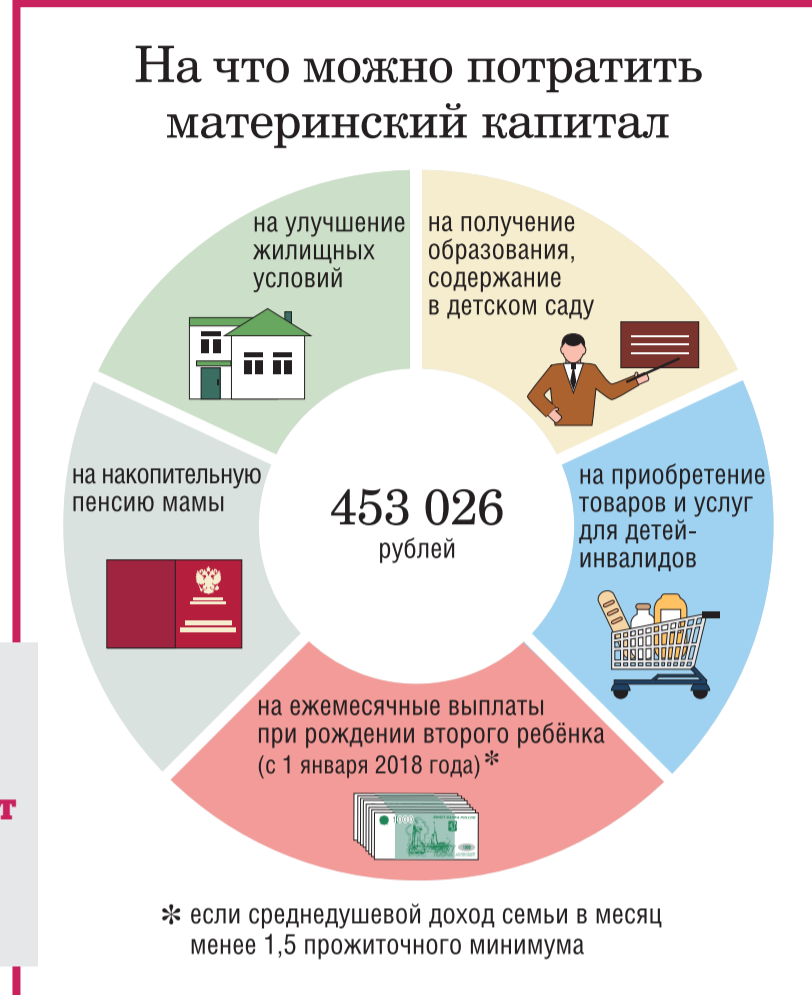 На что можно потратить
материнский капитал
на улучшение
жилищных
условий
на получение
образования,
содержание
в детском саду
на накопительную
пенсию мамы
453 026
рублей
на приобретение
товаров и услуг
для детей-
инвалидов
на ежемесячные выплаты
при рождении второго ребёнка
(с 1 января 2018 года)*
1000
т
* если среднедушевой доход семьи в месяц
менее 1,5 прожиточного минимума